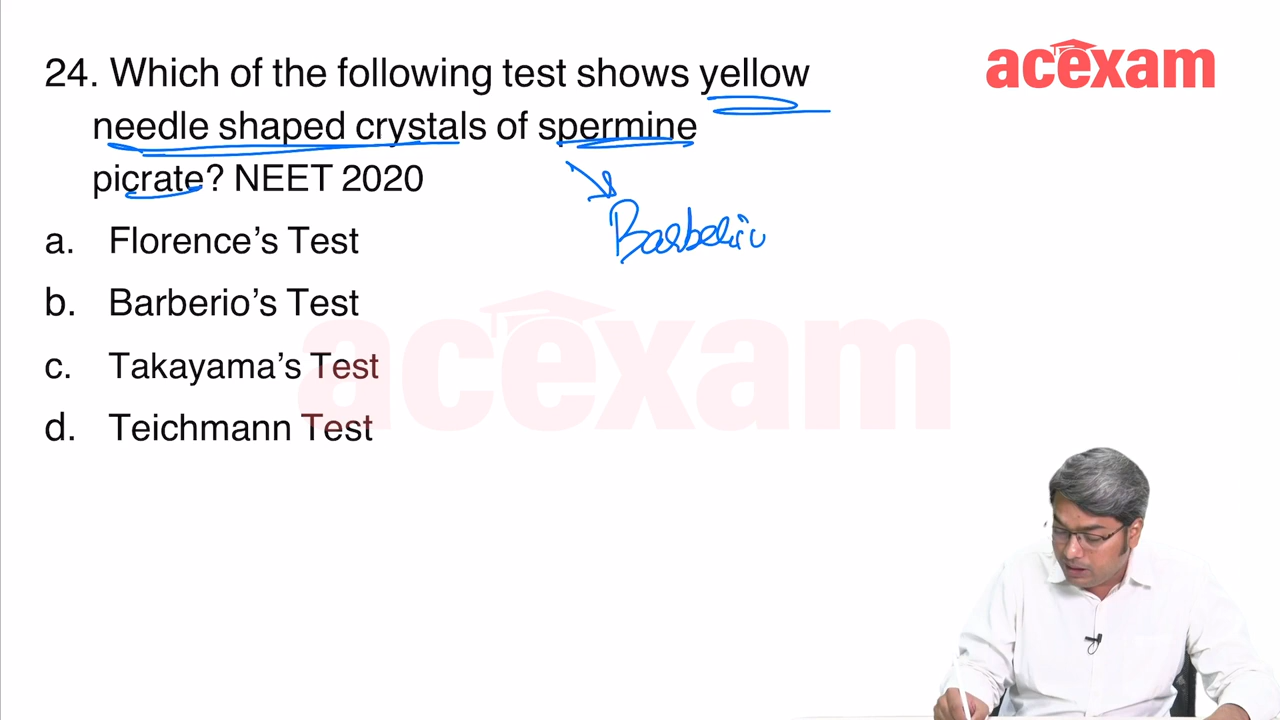 24. Which of the following test shows yellow
needle shaped crystals of spermine
picrate? NEET 2020
a. Florence’s Test
b. Barberio’s Test
c. Takayama’s Test
d. Teichmann Test
Barberio
acexam
acexam